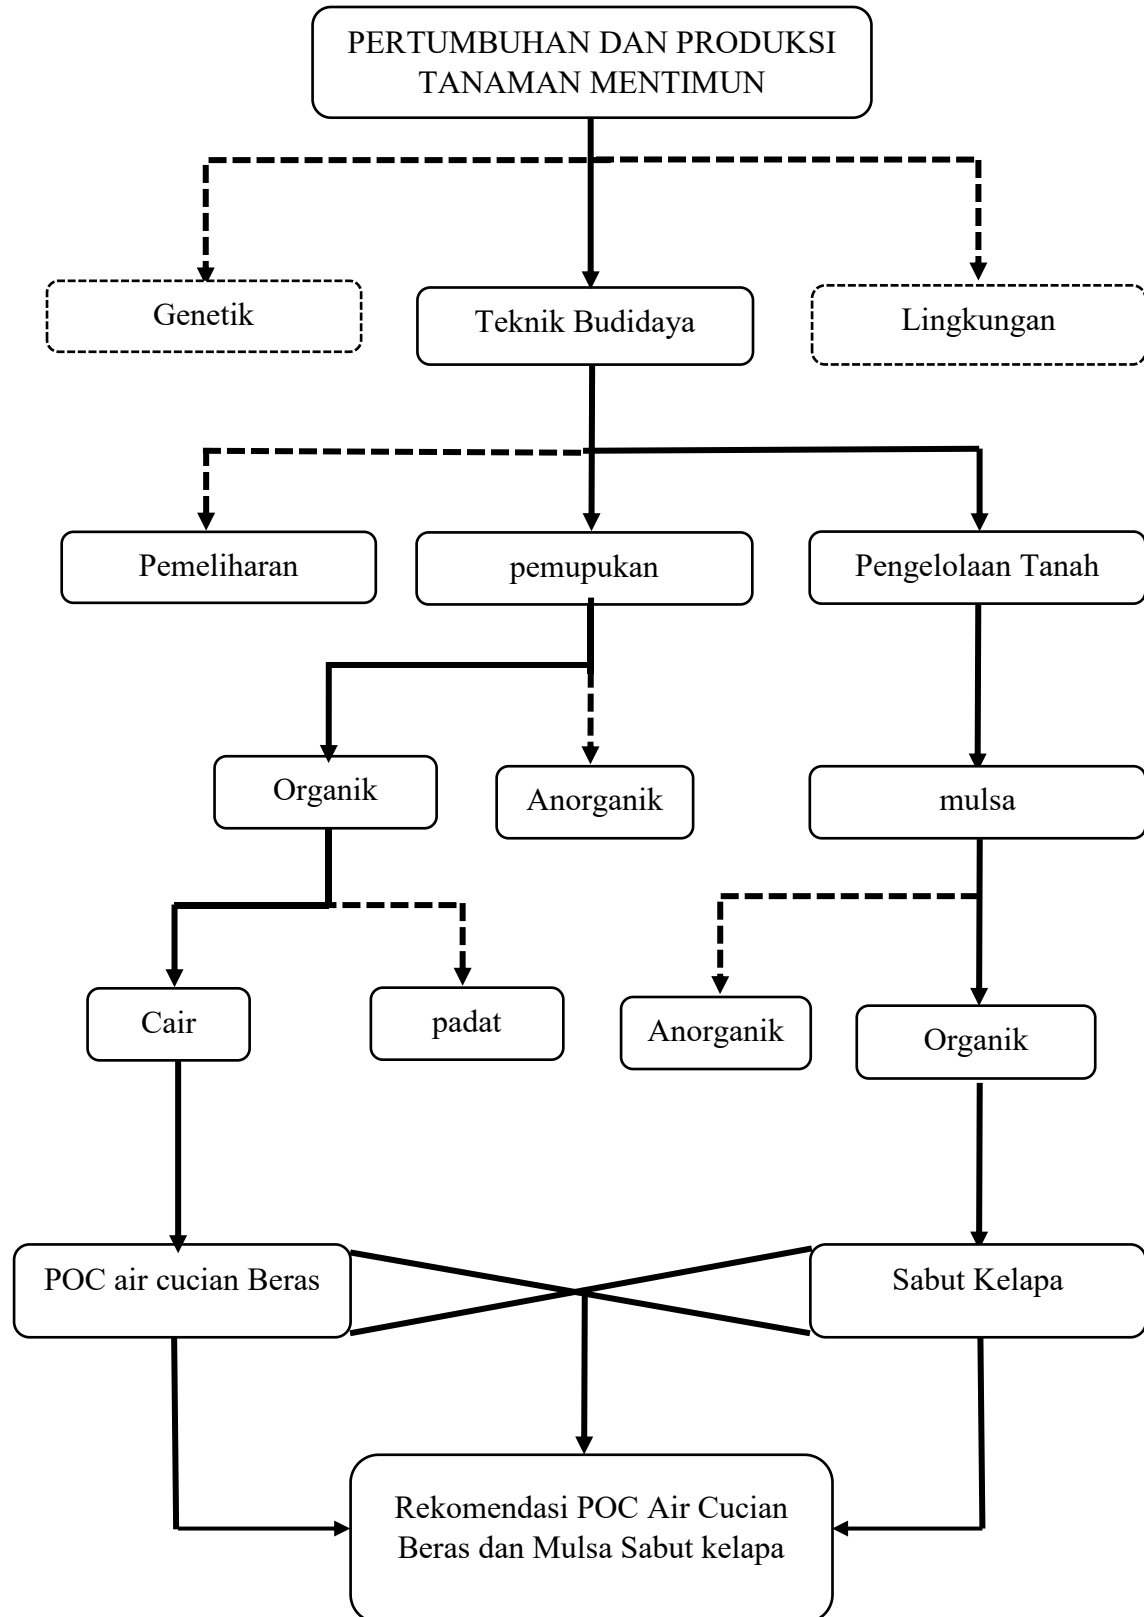 PERTUMBUHAN DAN PRODUKSI
TANAMAN MENTIMUN
Genetik
Teknik Budidaya
Lingkungan
Pemeliharan
pemupukan
Pengelolaan Tanah
Organik
Anorganik
mulsa
Cair
padat
Anorganik
Organik
POC air cucian Beras
Sabut Kelapa
Rekomendasi POC Air Cucian
Beras dan Mulsa Sabut kelapa